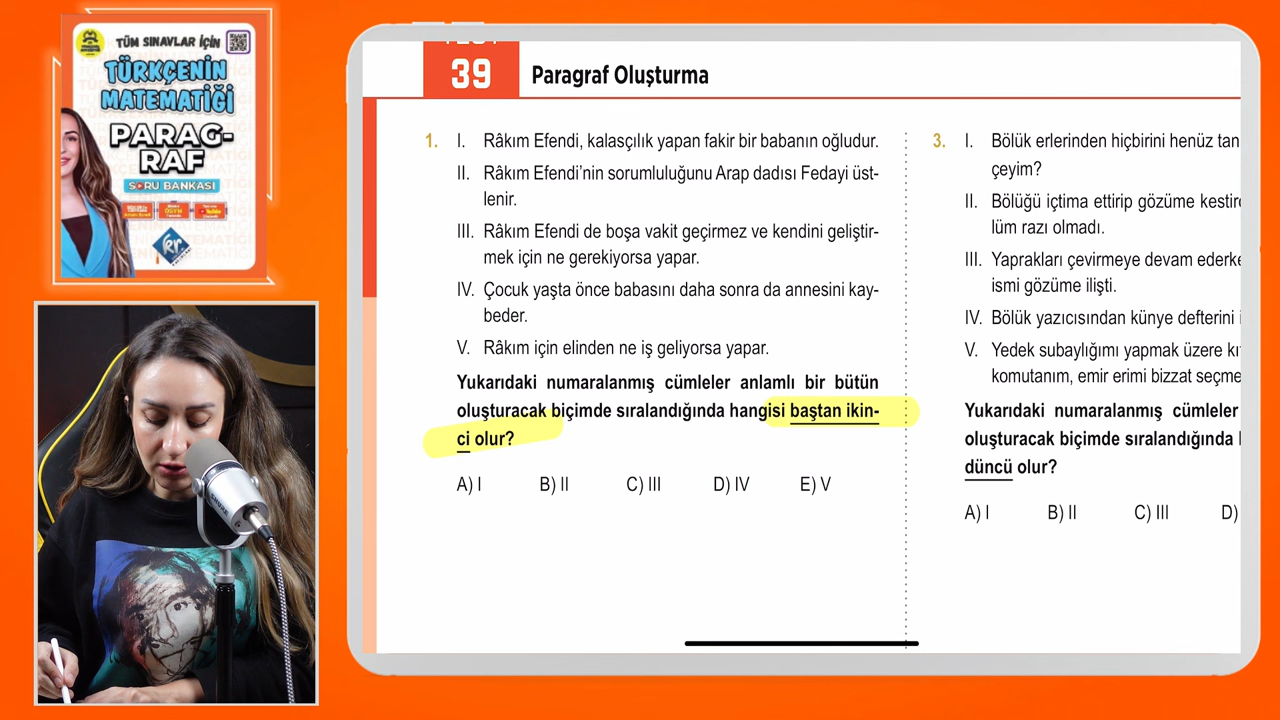 TÜM SINAVLAR İÇİN
TÜRKÇENİN
MATEMATİĞİ
PARAG-
RAF
SORU BANKASI
39
Paragraf Oluşturma
1. I. Râkım Efendi, kalasçılık yapan fakir bir babanın oğludur.
II. Râkım Efendi’nin sorumluluğunu Arap dadısı Fedayi üst-
lenir.
III. Râkım Efendi de boşa vakit geçirmez ve kendini geliştir-
mek için ne gerekiyorsa yapar.
IV. Çocuk yaşta önce babasını daha sonra da annesini kay-
beder.
V. Râkım için elinden ne iş geliyorsa yapar.
Yukarıdaki numaralanmış cümleler anlamlı bir bütün
oluşturacak biçimde sıralandığında hangisi baştan ikin-
ci olur?
A) I B) II C) III D) IV E) V
3. I. Bölük erlerinden hiçbirini henüz tan
çeyim?
II. Bölüğü içtima ettirip gözüme kestire
lüm razı olmadı.
III. Yaprakları çevirmeye devam ederke
ismi gözüme ilişti.
IV. Bölük yazıcısından künye defterini
V. Yedek subaylığımı yapmak üzere
komutanım, emir erimi bizzat seçme
Yukarıdaki numaralanmış cümleler
oluşturacak biçimde sıralandığında
düncü olur?
A) I B) II C) III D)